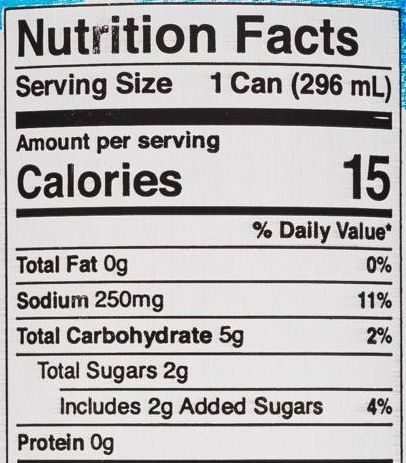 Nutrition Facts
Serving Size 1 Can (296 mL)
Amount per serving
Calories 15
% Daily Value*
Total Fat 0g 0%
Sodium 250mg 11%
Total Carbohydrate 5g 2%
Total Sugars 2g
Includes 2g Added Sugars 4%
Protein 0g